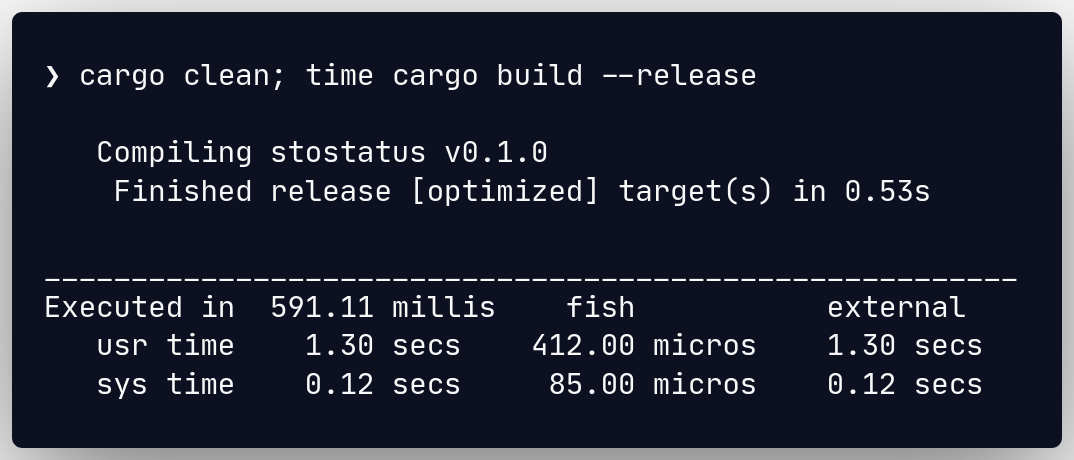 ❯ cargo clean; time cargo build --release
Compiling stostatus v0.1.0
Finished release [optimized] target(s) in 0.53s
________________________________________________________
Executed in  591.11 millis    fish           external
usr time    1.30 secs    412.00 micros    1.30 secs
sys time    0.12 secs     85.00 micros    0.12 secs